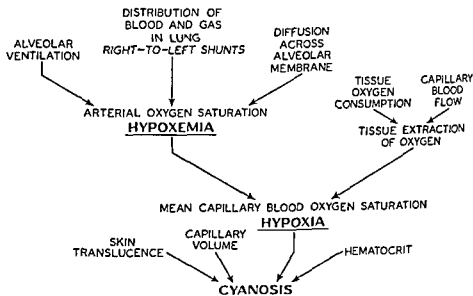 DISTRIBUTION OF
BLOOD AND GAS
IN LUNG
RIGHT-TO-LEFT SHUNTS
ALVEOLAR
VENTILATION
DIFFUSION
ACROSS
ALVEOLAR
MEMBRANE
TISSUE
OXYGEN
CONSUMPTION
CAPILLARY
BLOOD
FLOW
ARTERIAL OXYGEN SATURATION
HYPOXEMIA
TISSUE EXTRACTION
OF OXYGEN
MEAN CAPILLARY BLOOD OXYGEN SATURATION
HYPOXIA
SKIN
TRANSLUCENCE
CAPILLARY
VOLUME
HEMATOCRIT
CYANOSIS